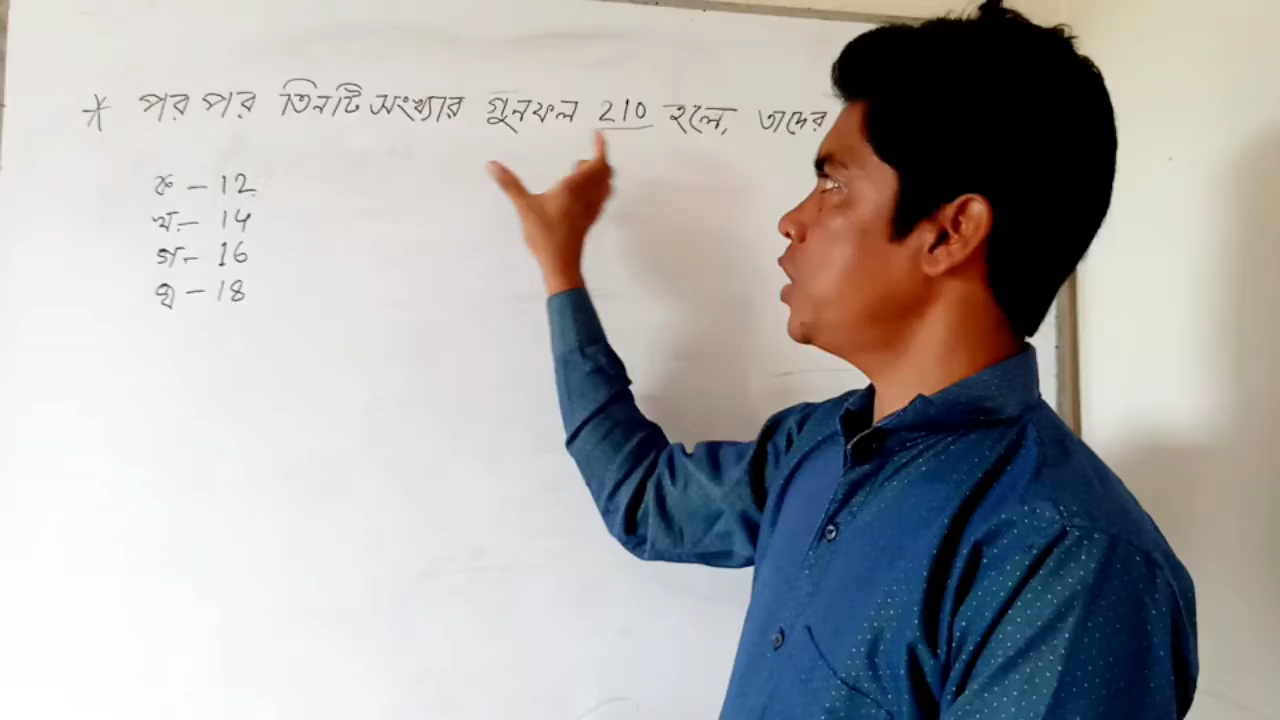 * পর পর তিনটি সংখ্যার গুনফল 210 হলে, তাদের
ক - 12
খ - 14
গ - 16
ঘ - 18